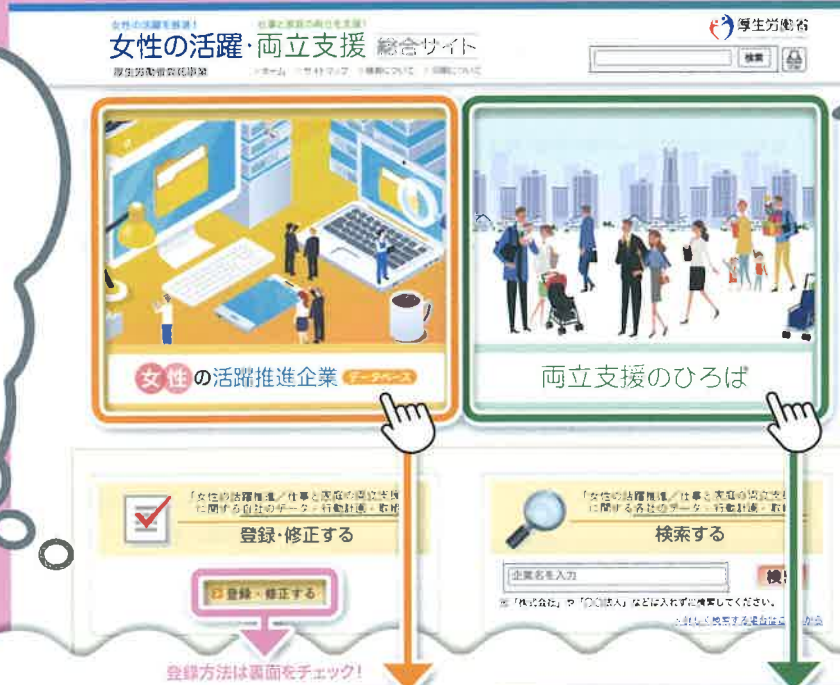 女性の活躍を推進！ 仕事と家庭の両立を支援！
女性の活躍・両立支援 総合サイト
厚生労働省委託事業
厚生労働省
検索
女性の活躍推進企業 データベース
両立支援のひろば
「女性の活躍推進／仕事と家庭の両立支援
に関する自社のデータ・行動計画・取組
登録・修正する
登録・修正する
登録方法は裏面をチェック！
「女性の活躍推進／仕事と家庭の両立支援
に関する各社のデータ・行動計画・取組
検索する
企業名を入力
検
※「株式会社」や「〇〇法人」などは入れずに検索してください。